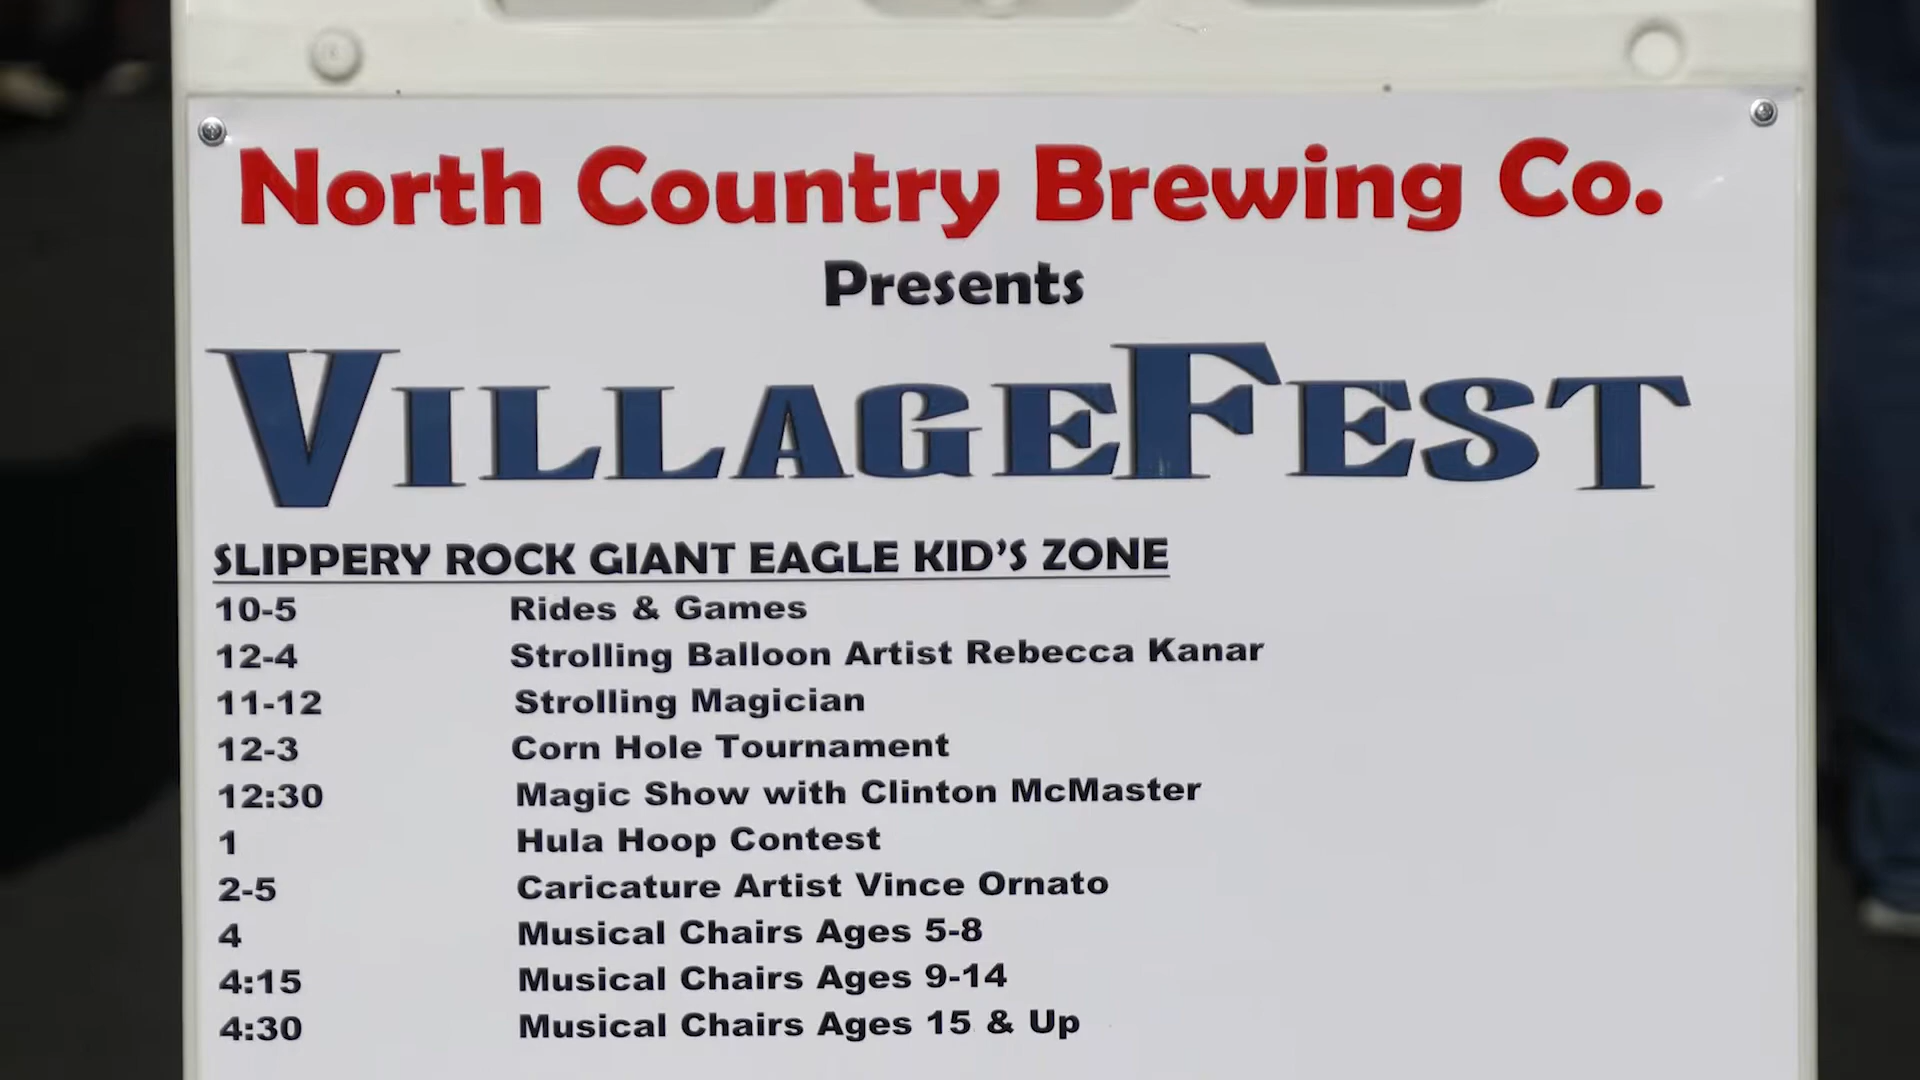 North Country Brewing Co.
Presents
VILLAGEFEST
SLIPPERY ROCK GIANT EAGLE KID'S ZONE
10-5 Rides & Games
12-4 Strolling Balloon Artist Rebecca Kanar
11-12 Strolling Magician
12-3 Corn Hole Tournament
12:30 Magic Show with Clinton McMaster
1 Hula Hoop Contest
2-5 Caricature Artist Vince Ornato
4 Musical Chairs Ages 5-8
4:15 Musical Chairs Ages 9-14
4:30 Musical Chairs Ages 15 & Up